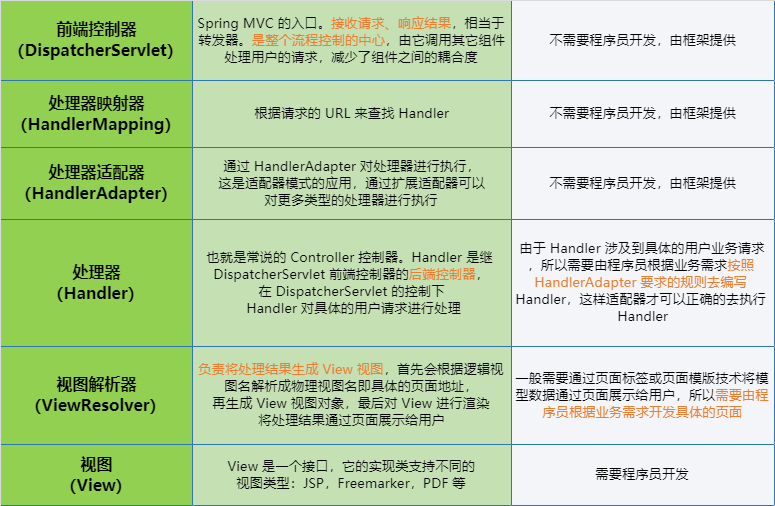 前端控制器
（DispatcherServlet）
Spring MVC 的入口。接收请求、响应结果，相当于
转发器。是整个流程控制的中心，由它调用其它组件
处理用户的请求，减少了组件之间的耦合度
不需要程序员开发，由框架提供
处理器映射器
（HandlerMapping）
根据请求的 URL 来查找 Handler
不需要程序员开发，由框架提供
处理器适配器
（HandlerAdapter）
通过 HandlerAdapter 对处理器进行执行，
这是适配器模式的应用，通过扩展适配器可以
对更多类型的处理器进行执行
不需要程序员开发，由框架提供
处理器
（Handler）
也就是常说的 Controller 控制器。Handler 是继
DispatcherServlet 前端控制器的后端控制器，
在 DispatcherServlet 的控制下
Handler 对具体的用户请求进行处理
由于 Handler 涉及到具体的用户业务请求
，所以需要由程序员根据业务需求按照
HandlerAdapter 要求的规则去编写
Handler，这样适配器才可以正确的去执行
Handler
视图解析器
（ViewResolver）
负责将处理结果生成 View 视图，首先会根据逻辑视
图名解析成物理视图名即具体的页面地址，
再生成 View 视图对象，最后对 View 进行渲染
将处理结果通过页面展示给用户
一般需要通过页面标签或页面模版技术将模
型数据通过页面展示给用户，所以需要由程
序员根据业务需求开发具体的页面
视图
（View）
View 是一个接口，它的实现类支持不同的
视图类型：JSP，Freemarker，PDF 等
需要程序员开发